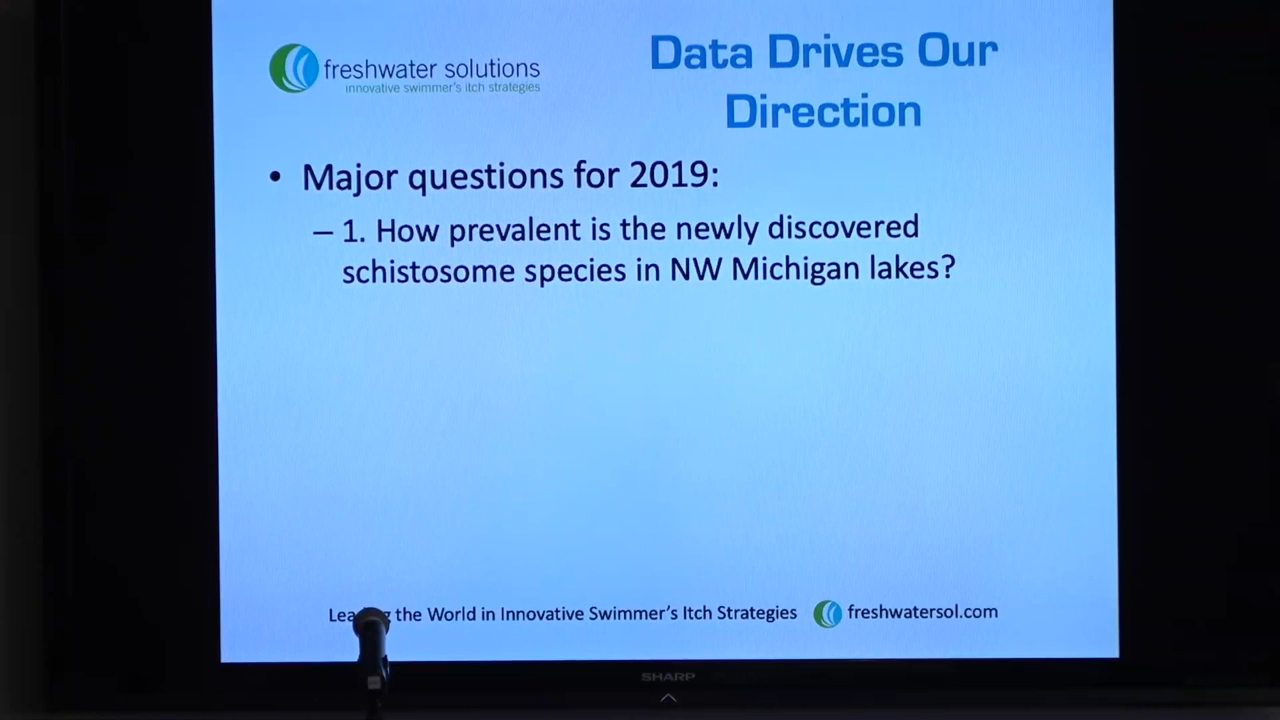 freshwater solutions
innovative swimmer's itch strategies
Data Drives Our
Direction
• Major questions for 2019:
– 1. How prevalent is the newly discovered
schistosome species in NW Michigan lakes?
the World in Innovative Swimmer's Itch Strategies freshwatersol.com
SHARP